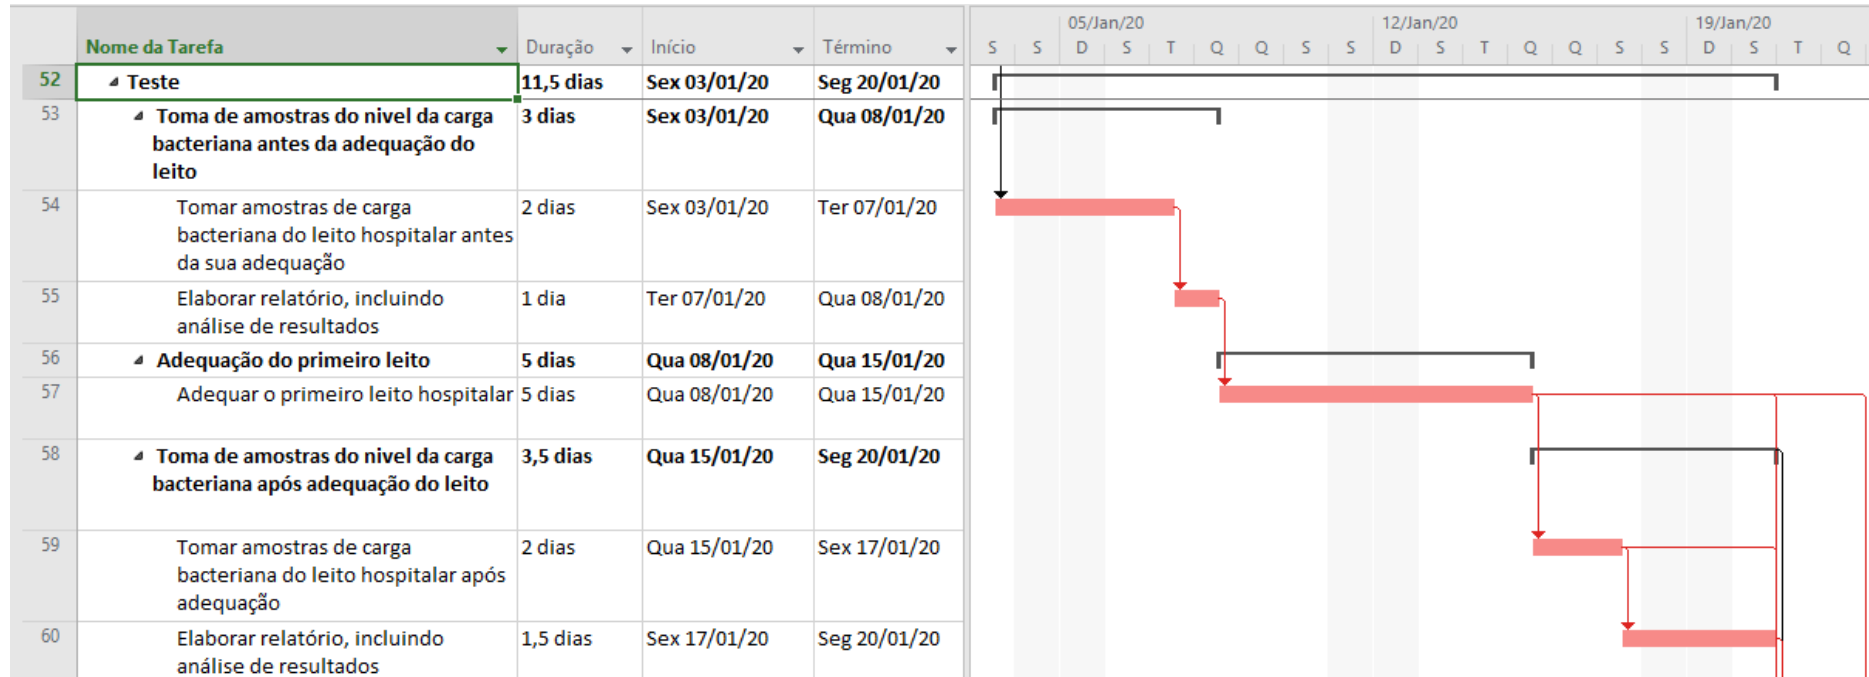 05/Jan/20 12/Jan/20 19/Jan/20
Nome da Tarefa Duração Início Término S S D S T Q Q S S D S T Q Q S S D S T Q
52 Teste 11,5 dias Sex 03/01/20 Seg 20/01/20
53 Toma de amostras do nivel da carga 3 dias Sex 03/01/20 Qua 08/01/20
bacteriana antes da adequação do
leito
54 Tomar amostras de carga 2 dias Sex 03/01/20 Ter 07/01/20
bacteriana do leito hospitalar antes
da sua adequação
55 Elaborar relatório, incluindo 1 dia Ter 07/01/20 Qua 08/01/20
análise de resultados
56 Adequação do primeiro leito 5 dias Qua 08/01/20 Qua 15/01/20
57 Adequar o primeiro leito hospitalar 5 dias Qua 08/01/20 Qua 15/01/20
58 Toma de amostras do nivel da carga 3,5 dias Qua 15/01/20 Seg 20/01/20
bacteriana após adequação do leito
59 Tomar amostras de carga 2 dias Qua 15/01/20 Sex 17/01/20
bacteriana do leito hospitalar após
adequação
60 Elaborar relatório, incluindo 1,5 dias Sex 17/01/20 Seg 20/01/20
análise de resultados